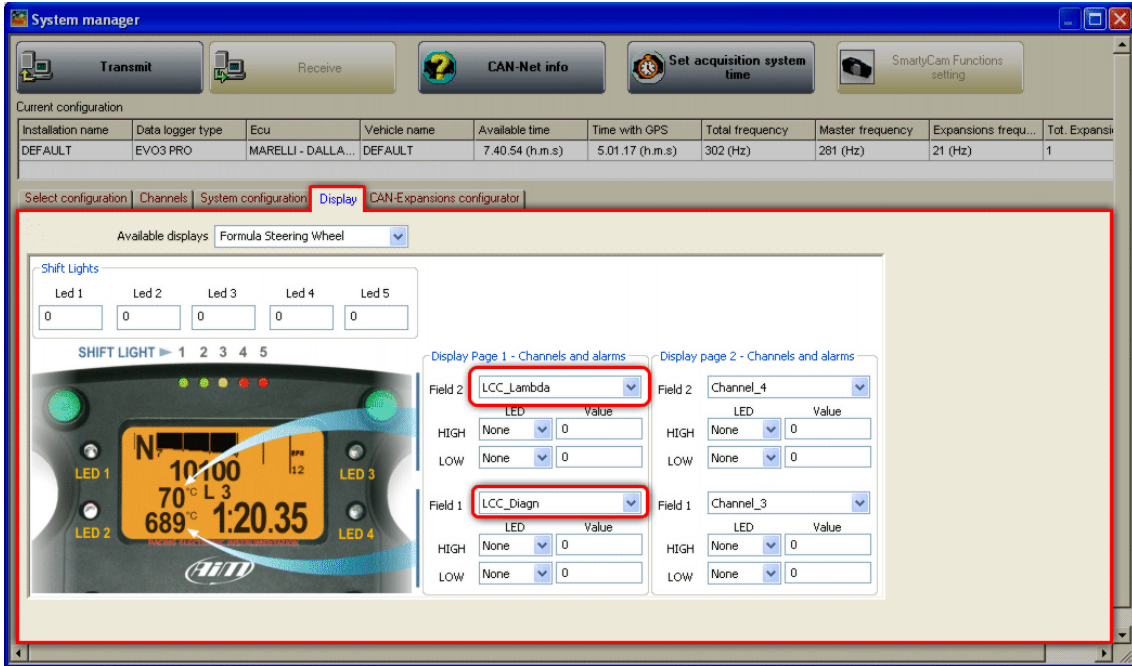 System manager
Transmit
Receive
CAN-Net info
Set acquisition system
time
SmartyCam Functions
setting
Current configuration
Installation name Data logger type Ecu Vehicle name Available time Time with GPS Total frequency Master frequency Expansions frequ... Tot. Expansi
DEFAULT EVO3 PRO MARELLI - DALLA... DEFAULT 7.40.54 (h.m.s) 5.01.17 (h.m.s) 302 (Hz) 281 (Hz) 21 (Hz) 1
Select configuration Channels System configuration Display CAN-Expansions configurator
Available displays Formula Steering Wheel
Shift Lights
Led 1 Led 2 Led 3 Led 4 Led 5
0 0 0 0 0
SHIFT LIGHT 1 2 3 4 5
N 7
10100
RPM
12
70°C L 3
689°C 1:20.35
RACING ELECTRONIC INSTRUMENTATION
LED 1
LED 2
LED 3
LED 4
AiM
Display Page 1 - Channels and alarms
Field 2 LCC_Lambda
LED Value
HIGH None 0
LOW None 0
Field 1 LCC_Diagn
LED Value
HIGH None 0
LOW None 0
Display page 2 - Channels and alarms
Field 2 Channel_4
LED Value
HIGH None 0
LOW None 0
Field 1 Channel_3
LED Value
HIGH None 0
LOW None 0